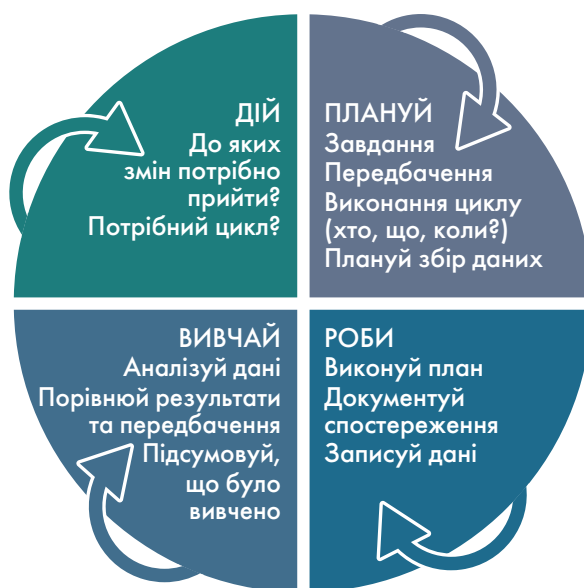 ДІЙ
До яких
змін потрібно
прийти?
Потрібний цикл?
ПЛАНУЙ
Завдання
Передбачення
Виконання циклу
(хто, що, коли?)
Плануй збір даних
ВИВЧАЙ
Аналізуй дані
Порівнюй результати
та передбачення
Підсумовуй,
що було
вивчено
РОБИ
Виконуй план
Документуй
спостереження
Записуй дані